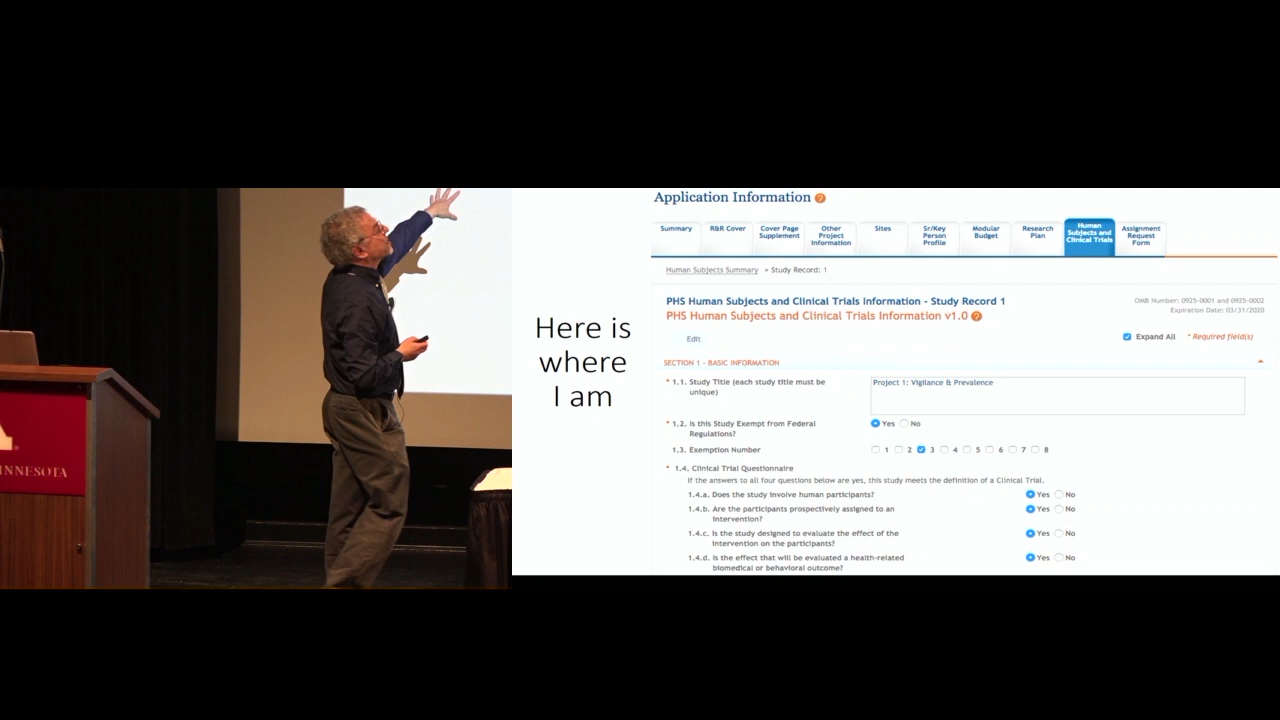 A
INNESOTA
Here is
where
I am
Application Information ?
Summary
R&R Cover
Cover Page
Supplement
Other
Project
Information
Sites
Sr/Key
Person
Profile
Modular
Budget
Research
Plan
Human
Subjects and
Clinical Trials
Assignment
Request
Form
Human Subjects Summary > Study Record: 1
PHS Human Subjects and Clinical Trials Information - Study Record 1
OMB Number: 0925-0001 and 0925-0002
PHS Human Subjects and Clinical Trials Information v1.0 ?
Expiration Date: 03/31/2020
Edit
Expand All * Required field(s)
SECTION 1 - BASIC INFORMATION
* 1.1. Study Title (each study title must be
unique)
Project 1: Vigilance & Prevalence
* 1.2. Is this Study Exempt from Federal
Regulations?
Yes No
1.3. Exemption Number
1 2 3 4 5 6 7 8
* 1.4. Clinical Trial Questionnaire
If the answers to all four questions below are yes, this study meets the definition of a Clinical Trial.
1.4.a. Does the study involve human participants?
Yes No
1.4.b. Are the participants prospectively assigned to an
intervention?
Yes No
1.4.c. Is the study designed to evaluate the effect of the
intervention on the participants?
Yes No
1.4.d. Is the effect that will be evaluated a health-related
biomedical or behavioral outcome?
Yes No